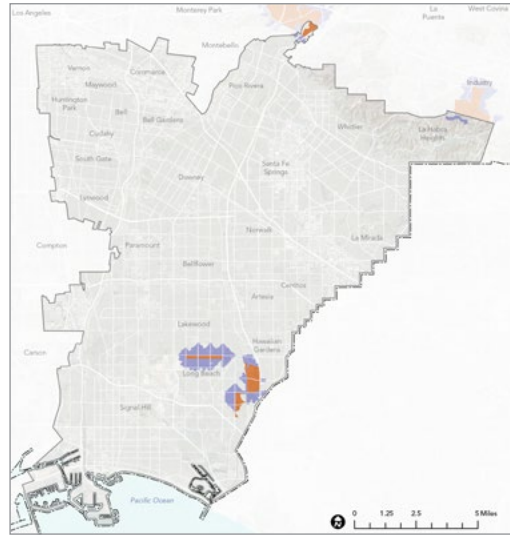 Los Angeles
Monterey Park
La
Puente
West Covina
Montebello
Vernon
Commerce
Maywood
Huntington
Park
Bell
Bell Gardens
Pico Rivera
Industry
Cudahy
Whittier
La Habra
Heights
South Gate
Santa Fe
Springs
Downey
Lynwood
Compton
Paramount
Norwalk
La Mirada
Bellflower
Artesia
Cerritos
Lakewood
Hawaiian
Gardens
Carson
Long Beach
Signal Hill
Pacific Ocean
0 1.25 2.5 5 Miles